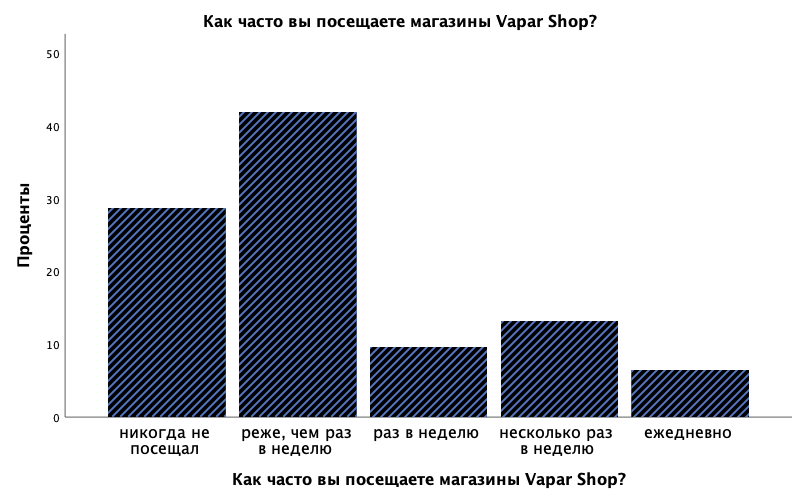 Как часто вы посещаете магазины Vapar Shop?
Проценты
50
40
30
20
10
0
никогда не
посещал
реже, чем раз
в неделю
раз в неделю
несколько раз
в неделю
ежедневно
Как часто вы посещаете магазины Vapar Shop?